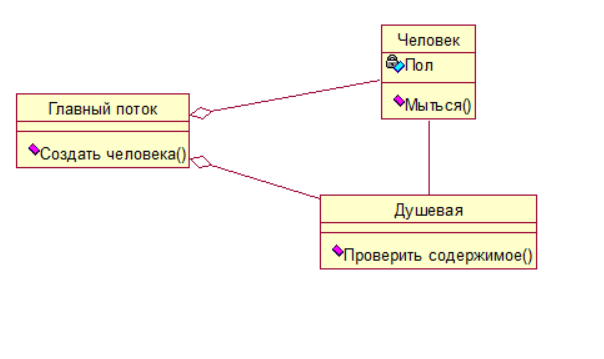 Человек
Пол
Мыться()
Главный поток
Создать человека()
Душевая
Проверить содержимое()